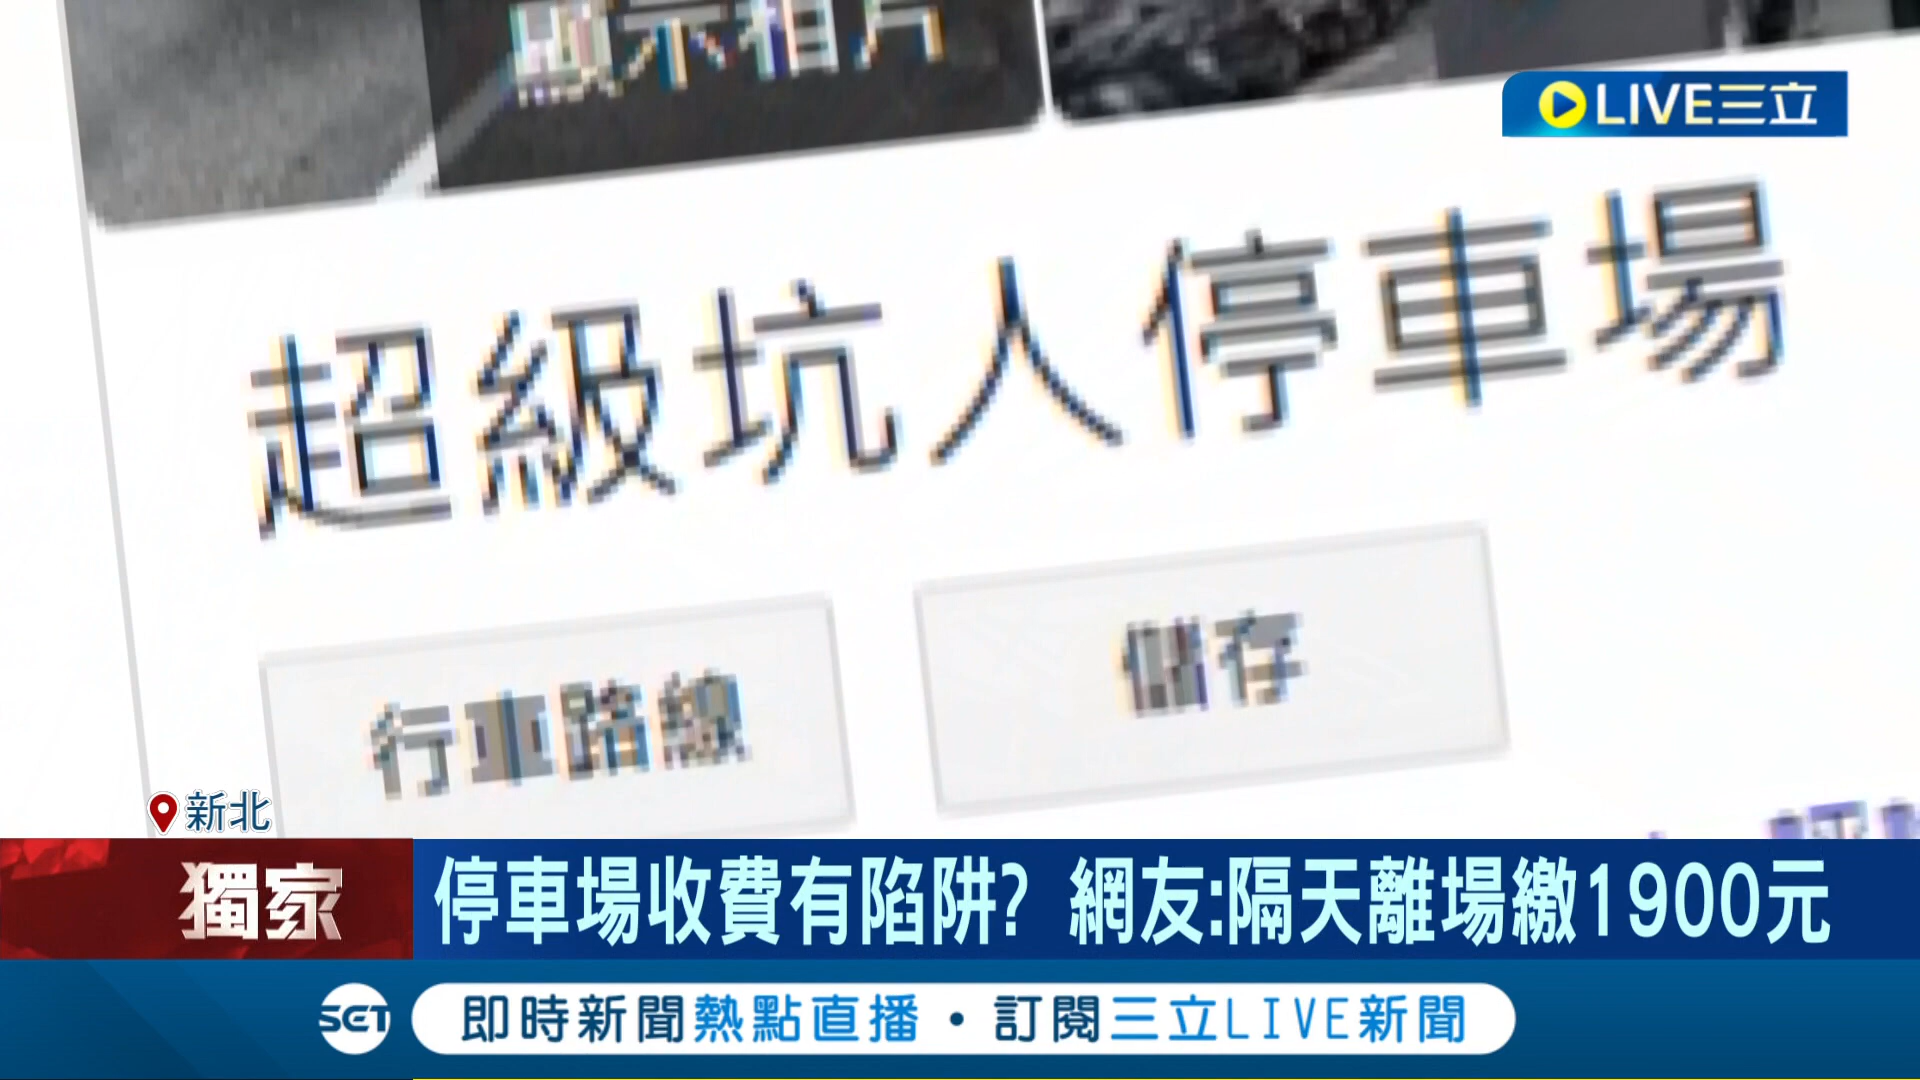 顯示相片
LIVE三立
超級坑人停車場
行車路線
儲存
新北
獨家
停車場收費有陷阱? 網友:隔天離場繳1900元
SET
即時新聞熱點直播・訂閱三立LIVE新聞